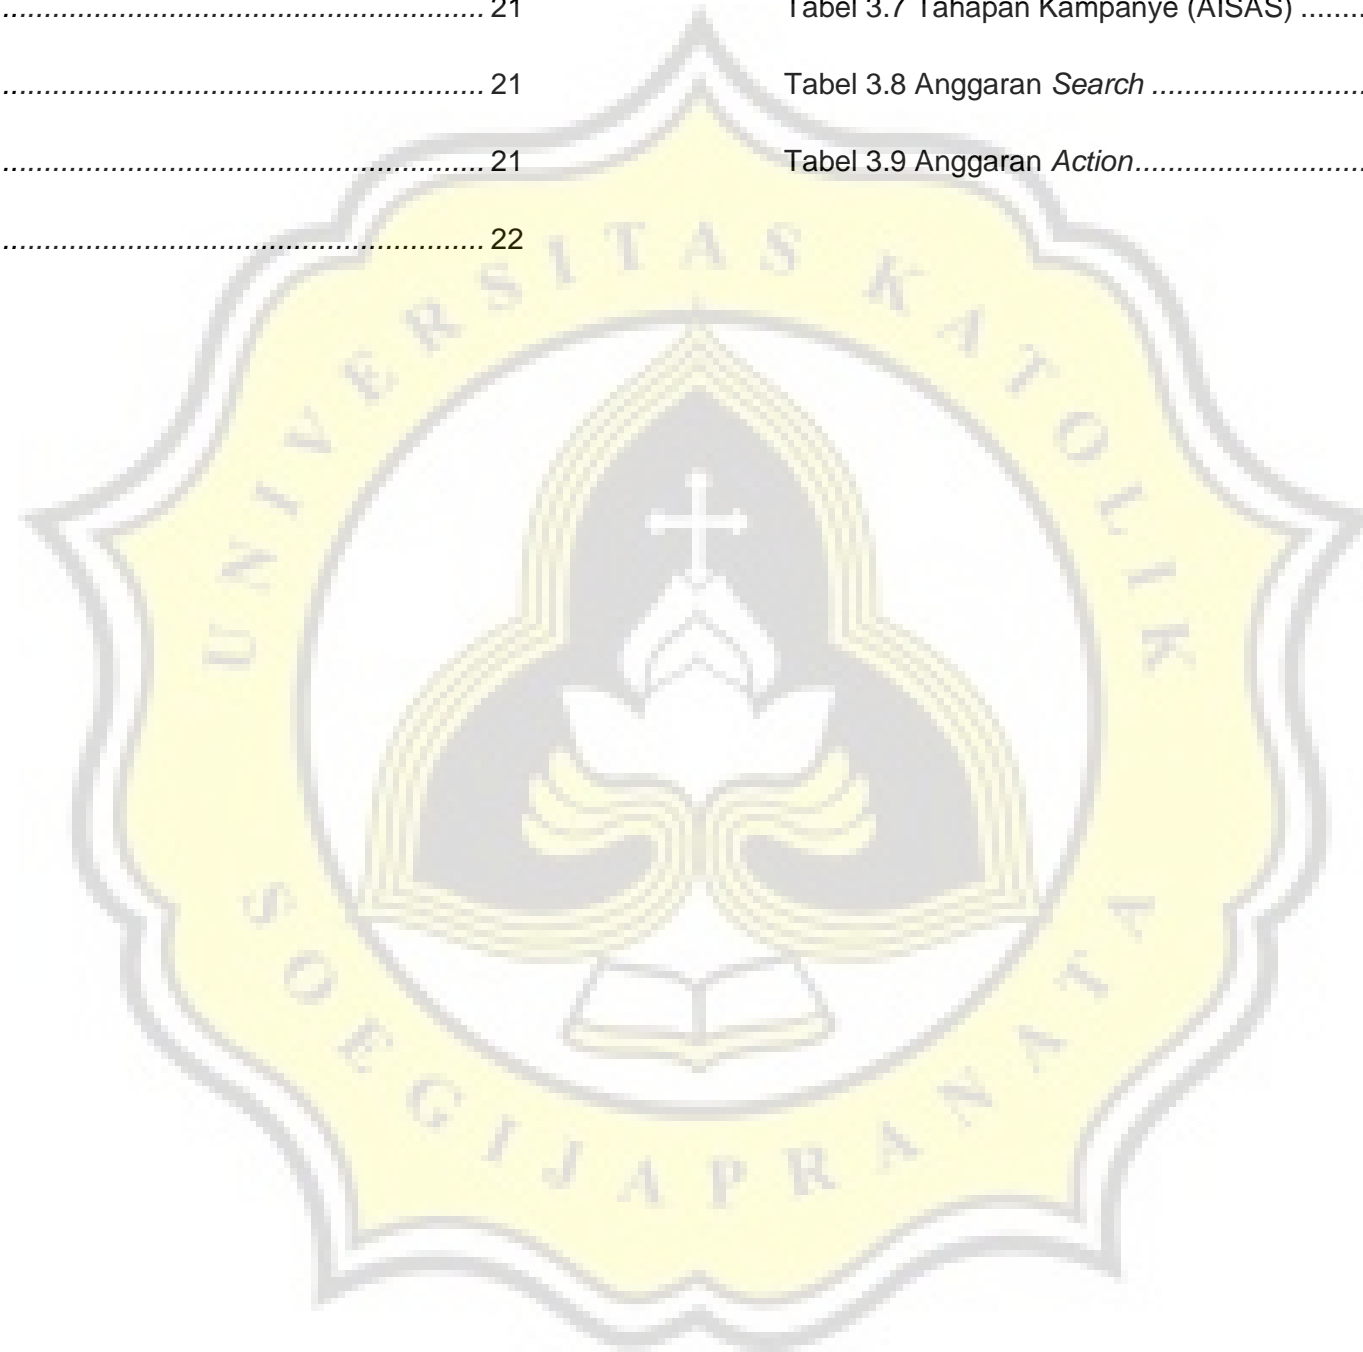 ........................................................... 21
........................................................... 21
........................................................... 21
........................................................... 22
Tabel 3.7 Tahapan Kampanye (AISAS) ........
Tabel 3.8 Anggaran Search ..........................
Tabel 3.9 Anggaran Action............................
UNIVERSITAS KATOLIK
SOEGIJAPRANATA